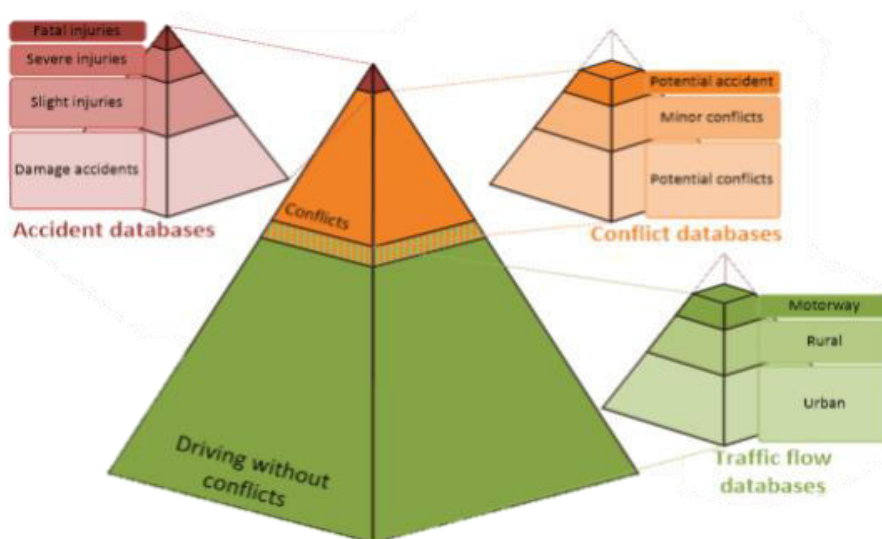 Fatal injuries
Severe injuries
Slight injuries
Damage accidents
Accident databases
Conflicts
Driving without
conflicts
Potential accident
Minor conflicts
Potential conflicts
Conflict databases
Motorway
Rural
Urban
Traffic flow
databases